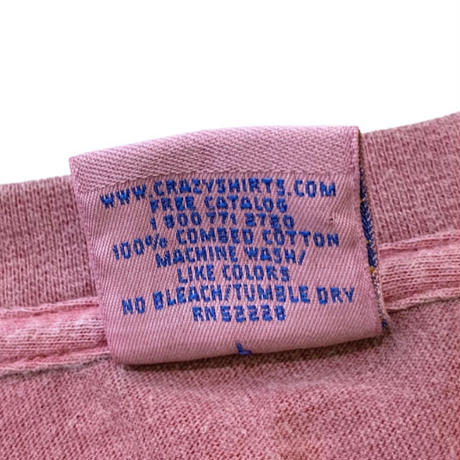 WWW.CRAZYSHIRTS.COM
FREE CATALOG
1 800 771 2720
100% COMBED COTTON
MACHINE WASH/
LIKE COLORS
NO BLEACH/TUMBLE DRY
RN52228